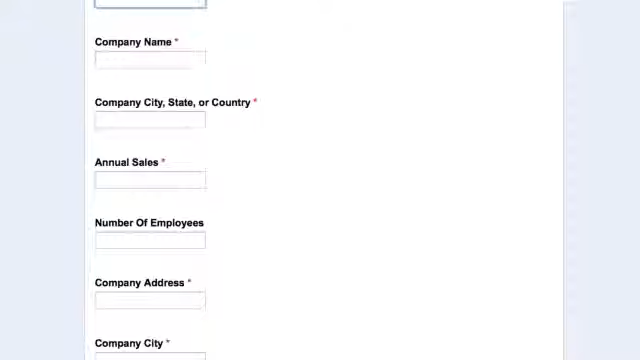 Company Name *
Company City, State, or Country *
Annual Sales *
Number Of Employees
Company Address *
Company City *